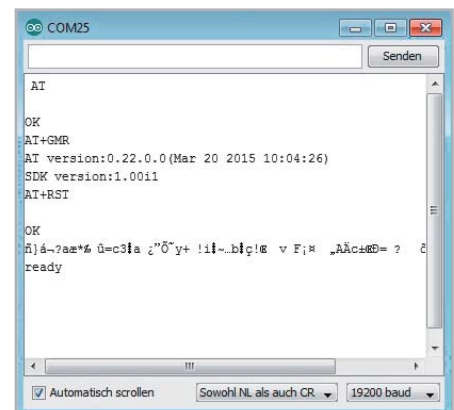 COM25
Senden
AT
OK
AT+GMR
AT version:0.22.0.0(Mar 20 2015 10:04:26)
SDK version:1.00i1
AT+RST
OK
ready
Automatisch scrollen
Sowohl NL als auch CR
19200 baud